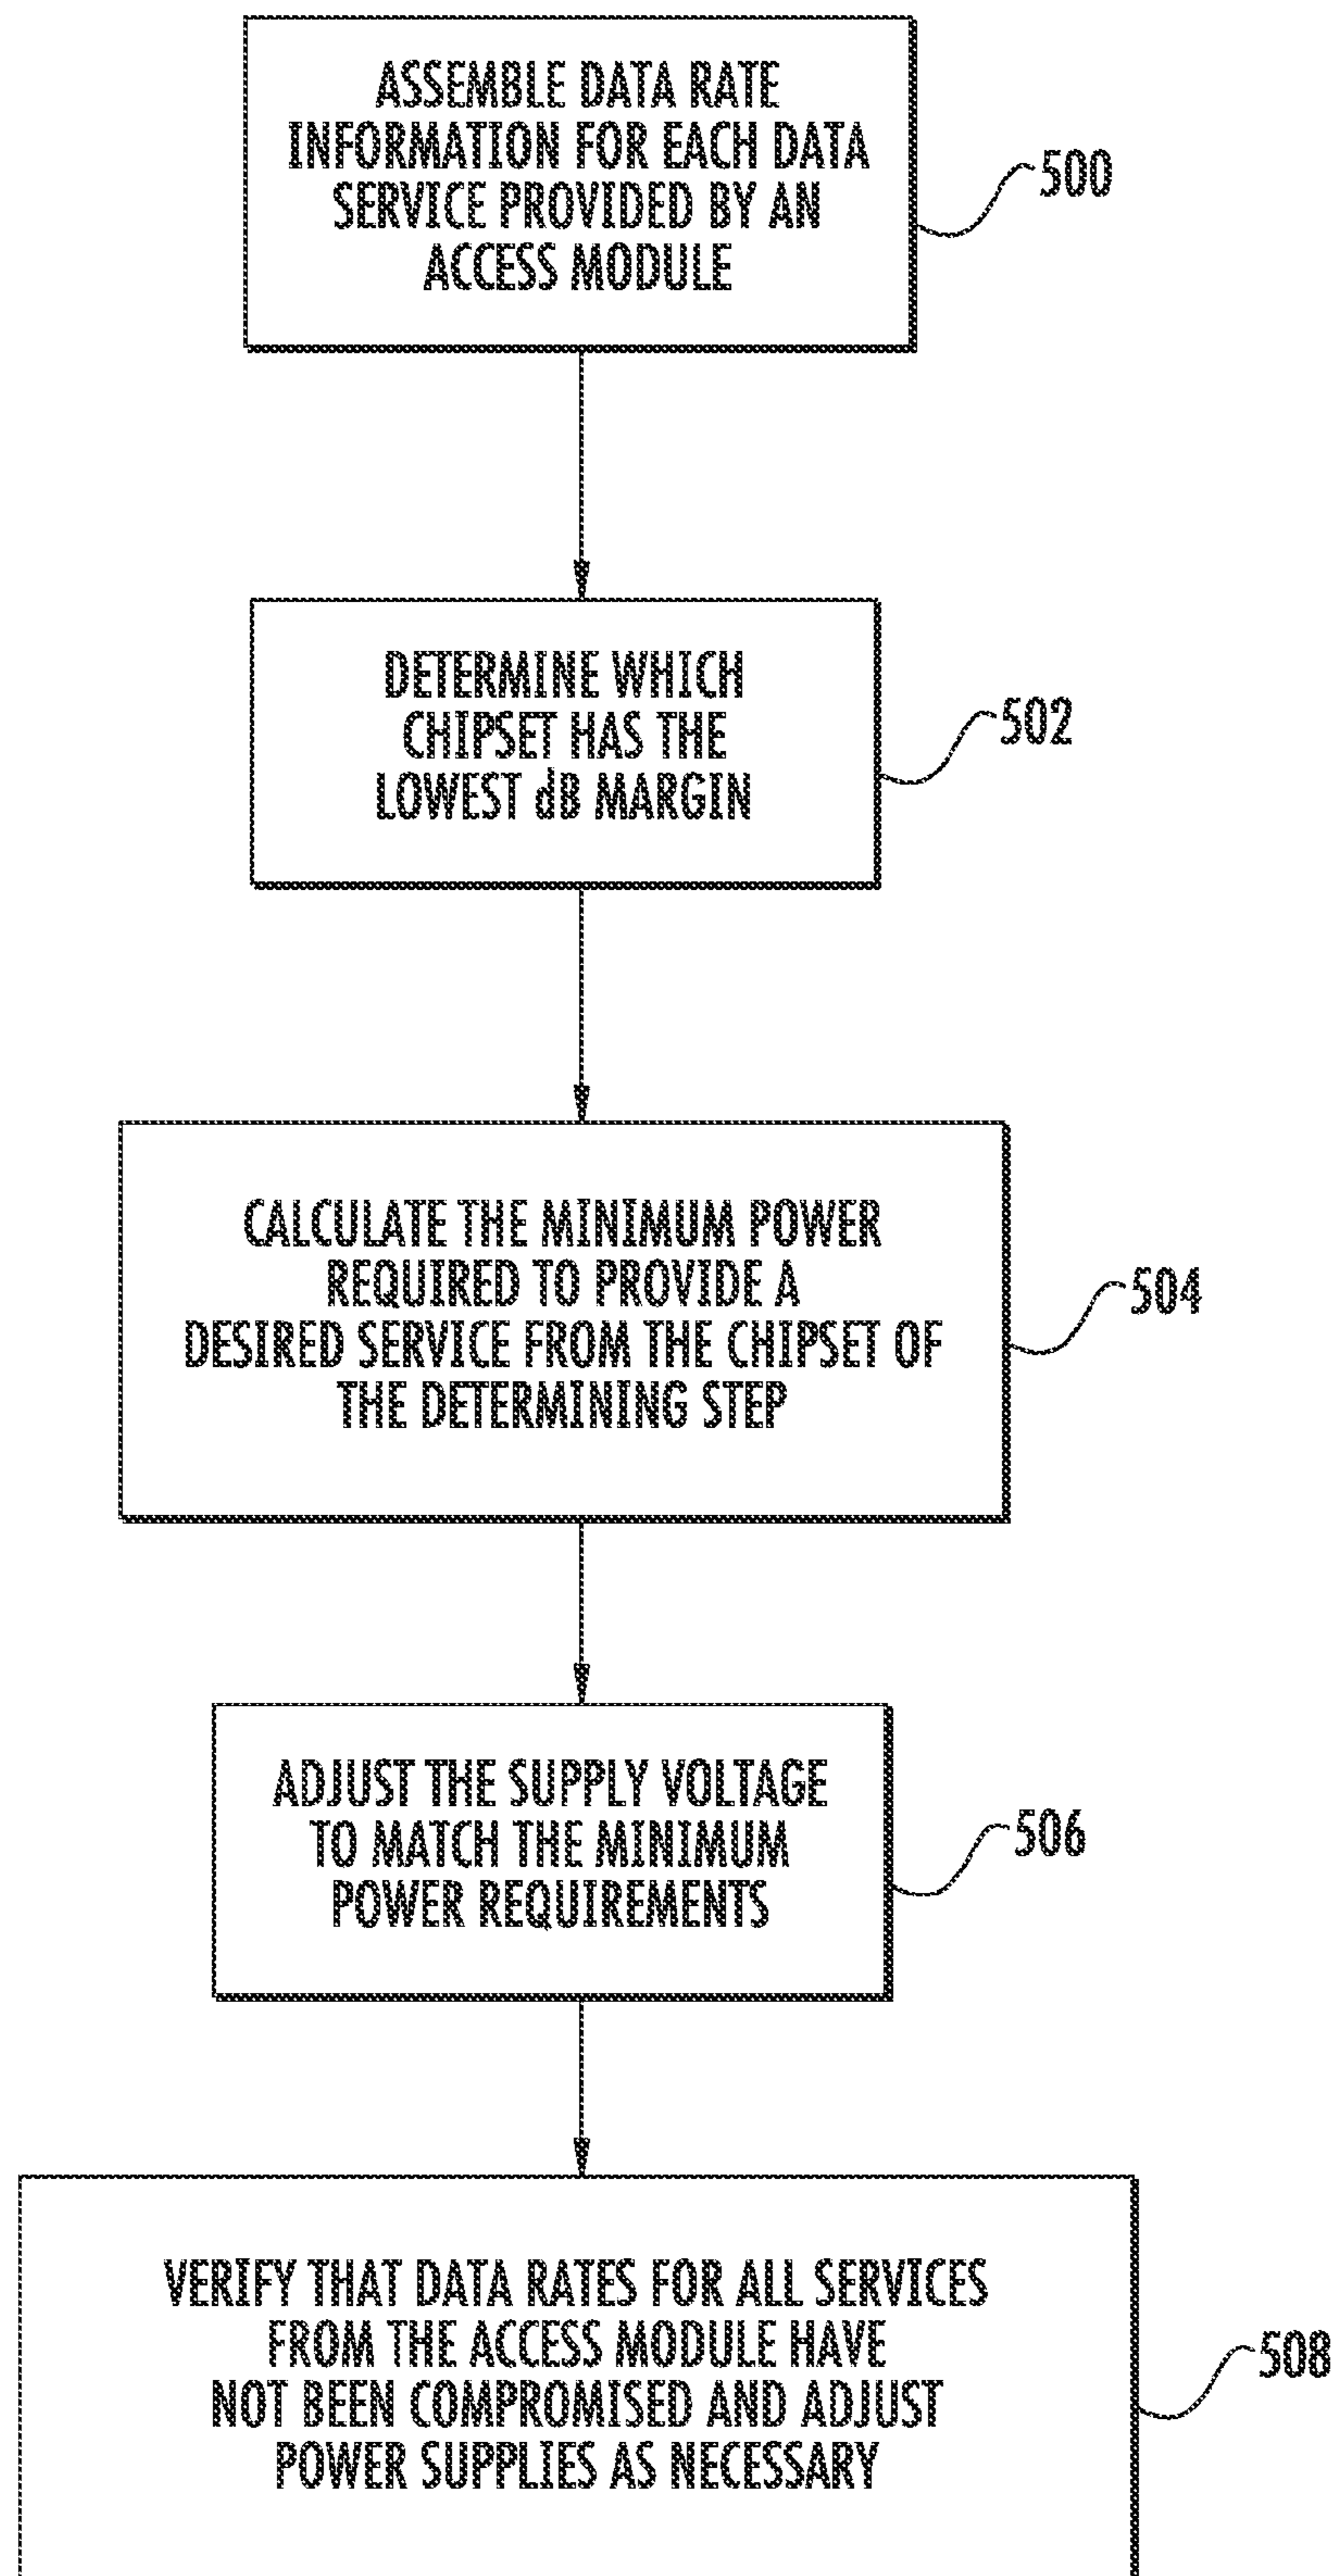 ASSEMBLE DATA RATE
INFORMATION FOR EACH DATA
SERVICE PROVIDED BY AN
ACCESS MODULE
500
DETERMINE WHICH
CHIPSET HAS THE
LOWEST dB MARGIN
502
CALCULATE THE MINIMUM POWER
REQUIRED TO PROVIDE A
DESIRED SERVICE FROM THE CHIPSET OF
THE DETERMINING STEP
504
ADJUST THE SUPPLY VOLTAGE
TO MATCH THE MINIMUM
POWER REQUIREMENTS
506
VERIFY THAT DATA RATES FOR ALL SERVICES
FROM THE ACCESS MODULE HAVE
NOT BEEN COMPROMISED AND ADJUST
POWER SUPPLIES AS NECESSARY
508